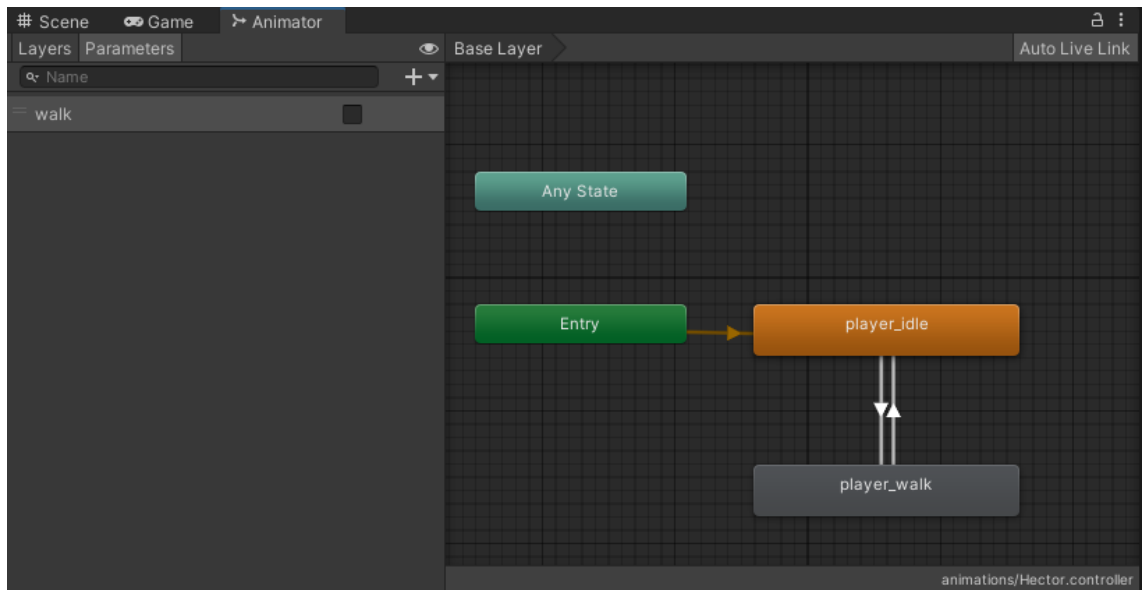 Scene Game Animator
Layers Parameters Base Layer Auto Live Link
Name
walk
Any State
Entry player_idle
player_walk
animations/Hector.controller